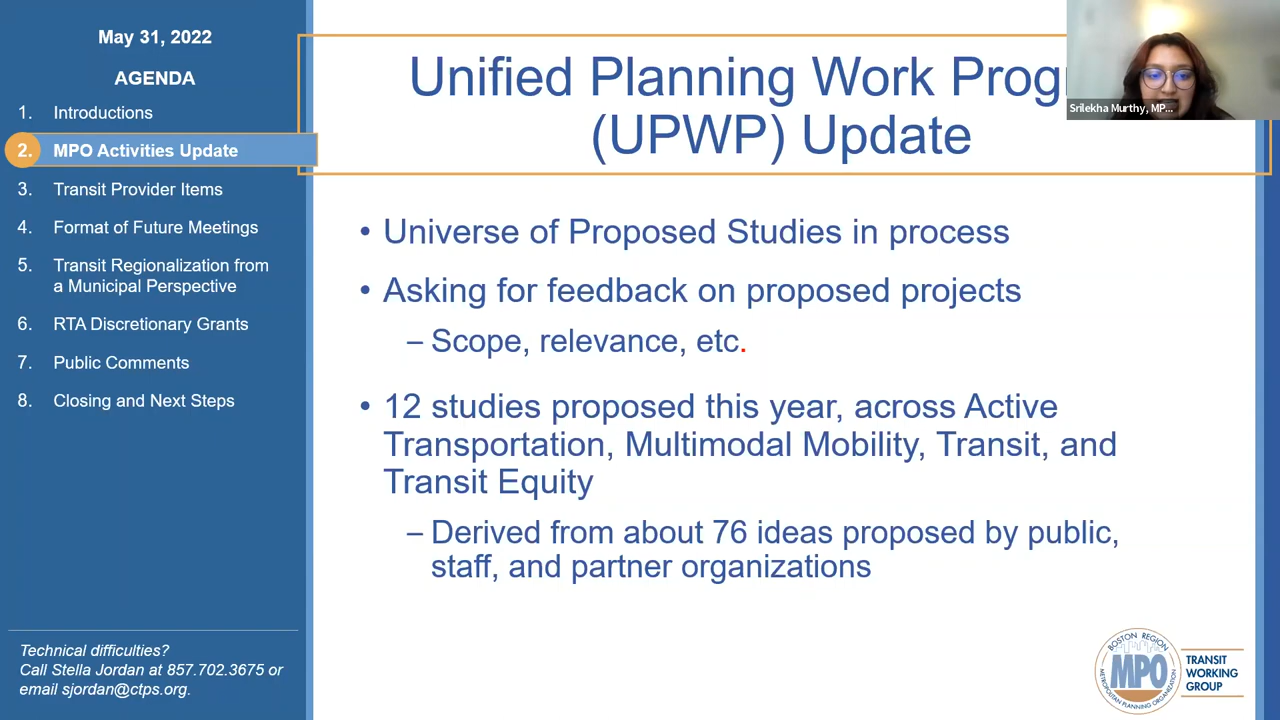 May 31, 2022
AGENDA
1. Introductions
2. MPO Activities Update
3. Transit Provider Items
4. Format of Future Meetings
5. Transit Regionalization from
a Municipal Perspective
6. RTA Discretionary Grants
7. Public Comments
8. Closing and Next Steps
Technical difficulties?
Call Stella Jordan at 857.702.3675 or
email sjordan@ctps.org.
Unified Planning Work Prog
(UPWP) Update
Srilekha Murthy, MP...
• Universe of Proposed Studies in process
• Asking for feedback on proposed projects
– Scope, relevance, etc.
• 12 studies proposed this year, across Active
Transportation, Multimodal Mobility, Transit, and
Transit Equity
– Derived from about 76 ideas proposed by public,
staff, and partner organizations
BOSTON REGION
MPO
METROPOLITAN PLANNING ORGANIZATION
TRANSIT
WORKING
GROUP